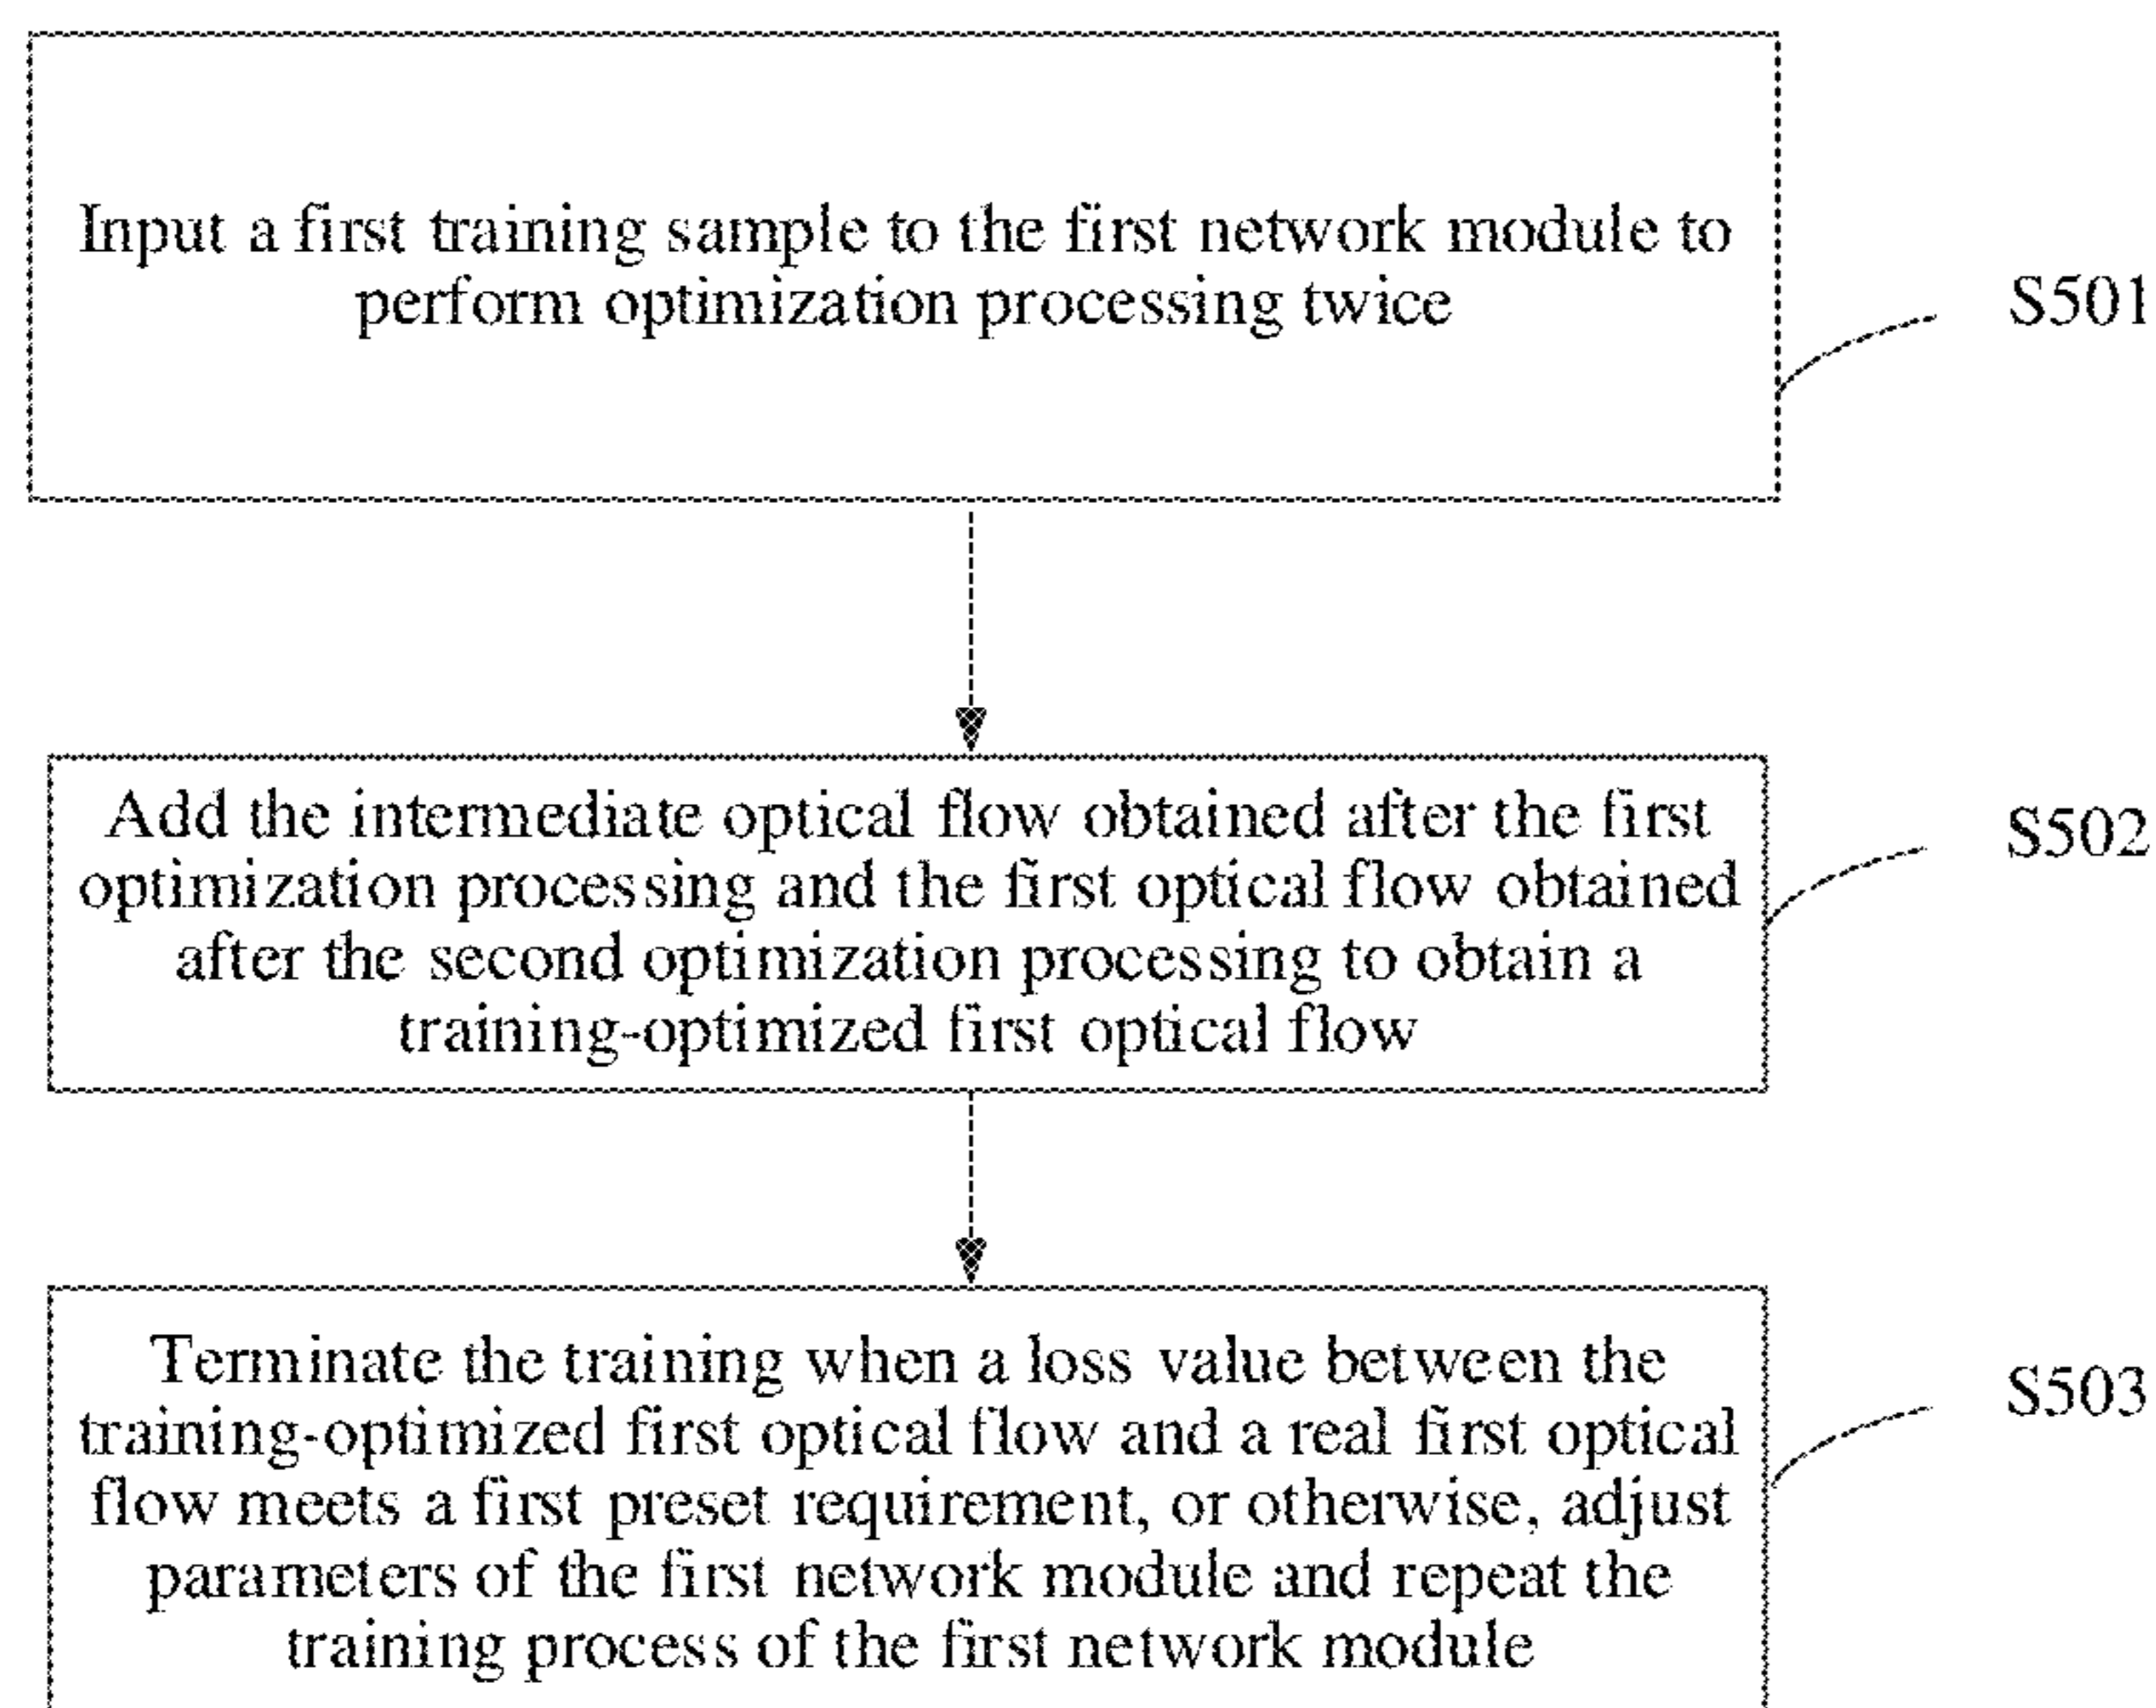 Input a first training sample to the first network module to
perform optimization processing twice
S501
Add the intermediate optical flow obtained after the first
optimization processing and the first optical flow obtained
after the second optimization processing to obtain a
training-optimized first optical flow
S502
Terminate the training when a loss value between the
training-optimized first optical flow and a real first optical
flow meets a first preset requirement, or otherwise, adjust
parameters of the first network module and repeat the
training process of the first network module
S503